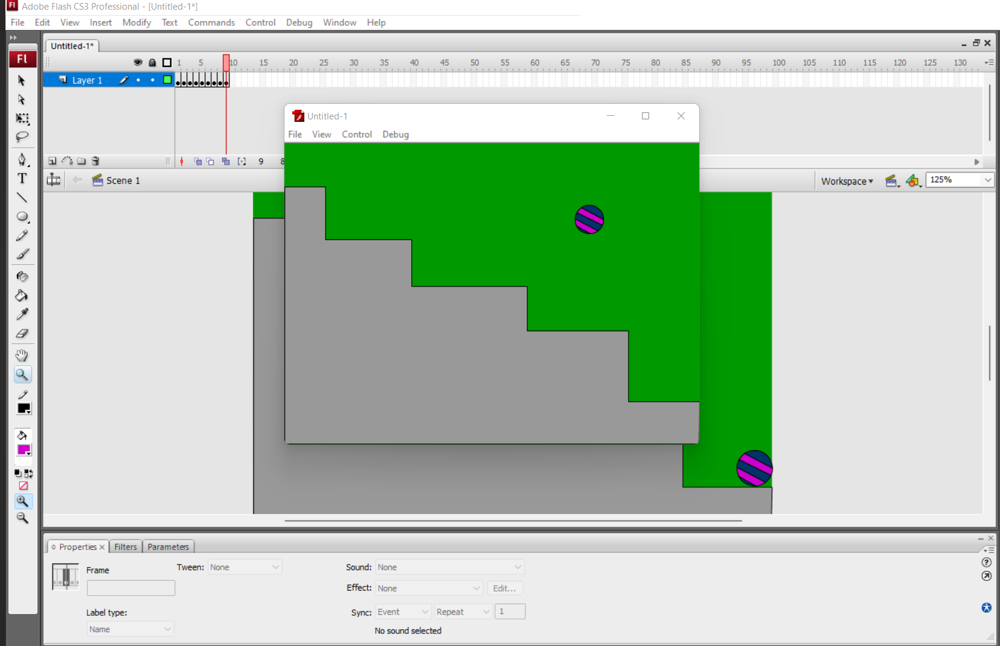 Fl Adobe Flash CS3 Professional - [Untitled-1*]
File Edit View Insert Modify Text Commands Control Debug Window Help
Untitled-1*
Fl
1 5 10 15 20 25 30 35 40 45 50 55 60 65 70 75 80 85 90 95 100 105 110 115 120 125 130
Layer 1
Untitled-1
File View Control Debug
9 8
Scene 1
Workspace 125%
T
Properties Filters Parameters
Frame
Tween: None
Sound: None
Effect: None Edit...
Label type:
Sync: Event Repeat 1
Name
No sound selected